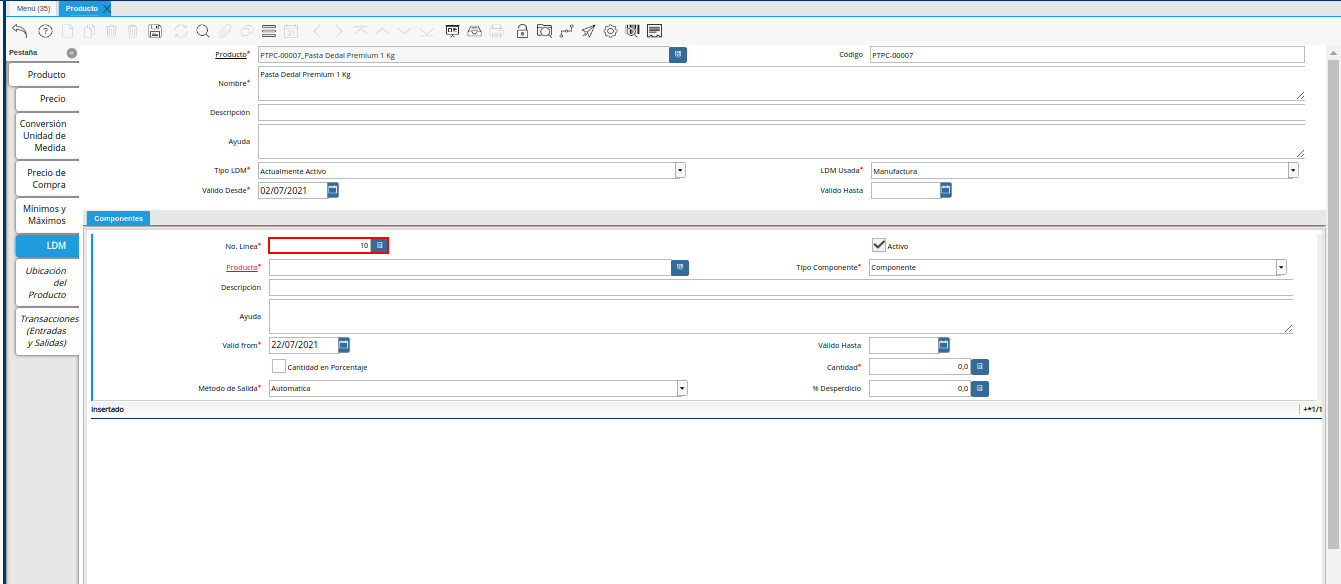 Menú (35) Producto
Pestaña
Producto* PTPC-00007_Pasta Dedal Premium 1 Kg Código PTPC-00007
Producto
Nombre* Pasta Dedal Premium 1 Kg
Precio
Descripción
Conversión
Unidad de
Medida
Ayuda
Precio de
Compra
Tipo LDM* Actualmente Activo LDM Usada* Manufactura
Válido Desde* 02/07/2021 Válido Hasta
Mínimos y
Máximos
Componentes
LDM
No. Línea* 10 Activo
Ubicación
del
Producto
Producto* Tipo Componente* Componente
Descripción
Transacciones
(Entradas
y Salidas)
Ayuda
Valid from* 22/07/2021 Válido Hasta
Cantidad en Porcentaje Cantidad* 0,0
Método de Salida* Automatica % Desperdicio 0,0
Insertado +*1/1